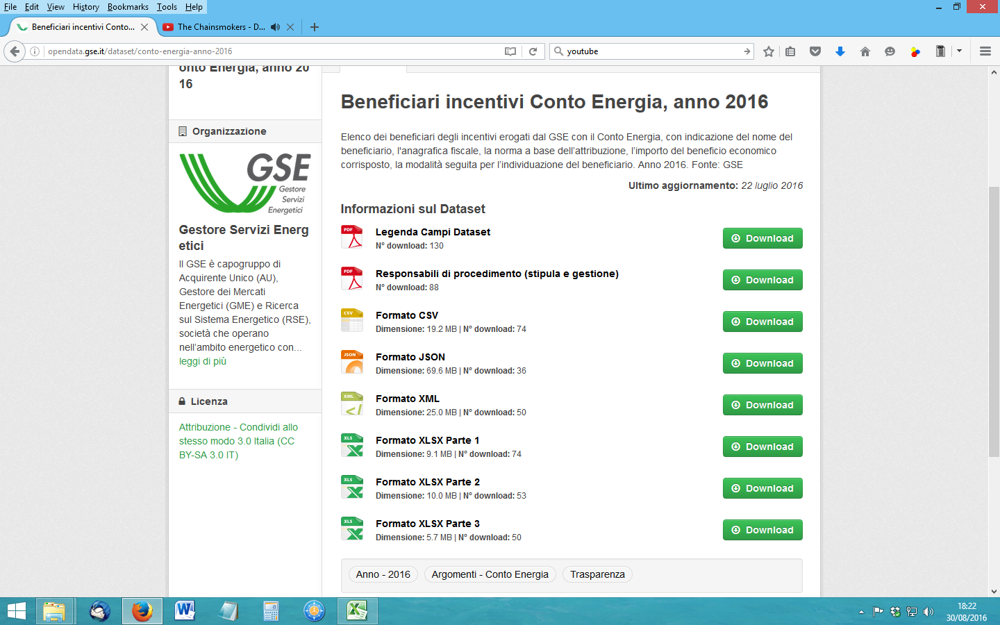 File Edit View History Bookmarks Tools Help
Beneficiari incentivi Conto...
The Chainsmokers - D...
opendata.gse.it/dataset/conto-energia-anno-2016
youtube
onto Energia, anno 20
16
Organizzazione
GSE
Gestore
Servizi
Energetici
Gestore Servizi Energ
etici
Il GSE è capogruppo di
Acquirente Unico (AU),
Gestore dei Mercati
Energetici (GME) e Ricerca
sul Sistema Energetico (RSE),
società che operano
nell'ambito energetico con...
leggi di più
Licenza
Attribuzione - Condividi allo
stesso modo 3.0 Italia (CC
BY-SA 3.0 IT)
Beneficiari incentivi Conto Energia, anno 2016
Elenco dei beneficiari degli incentivi erogati dal GSE con il Conto Energia, con indicazione del nome del
beneficiario, l'anagrafica fiscale, la norma a base dell'attribuzione, l'importo del beneficio economico
corrisposto, la modalità seguita per l'individuazione del beneficiario. Anno 2016. Fonte: GSE
Ultimo aggiornamento: 22 luglio 2016
Informazioni sul Dataset
PDF
Legenda Campi Dataset
N° download: 130
Download
PDF
Responsabili di procedimento (stipula e gestione)
N° download: 88
Download
CSV
Formato CSV
Dimensione: 19.2 MB | N° download: 74
Download
JSON
Formato JSON
Dimensione: 69.6 MB | N° download: 36
Download
XML
Formato XML
Dimensione: 25.0 MB | N° download: 50
Download
XLS
Formato XLSX Parte 1
Dimensione: 9.1 MB | N° download: 74
Download
XLS
Formato XLSX Parte 2
Dimensione: 10.0 MB | N° download: 53
Download
XLS
Formato XLSX Parte 3
Dimensione: 5.7 MB | N° download: 50
Download
Anno - 2016
Argomenti - Conto Energia
Trasparenza
18:22
30/08/2016